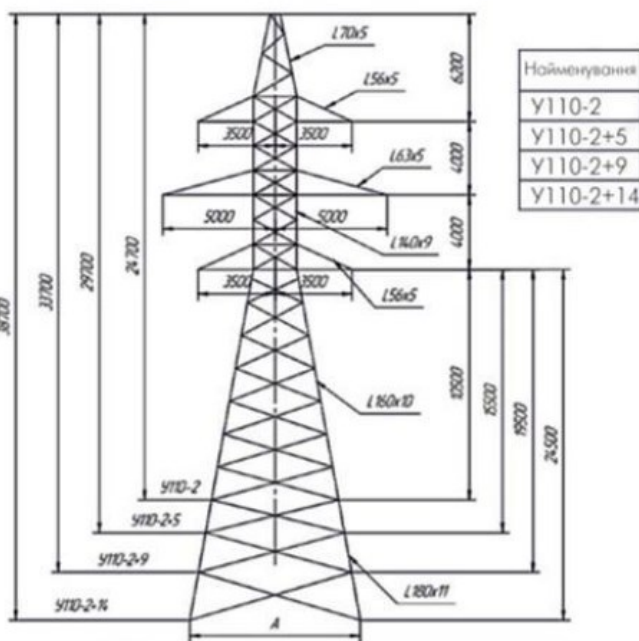 L70x5
L56x5
6200
3500 3500
4000
L63x5
5000 5000
4000
L140x9
3500 3500
L56x5
38700
33700
29700
24700
L160x10
10500
15500
19500
24500
У110-2
У110-2+5
У110-2+9
L180x11
У110-2+14
A
Найменування
У110-2
У110-2+5
У110-2+9
У110-2+14